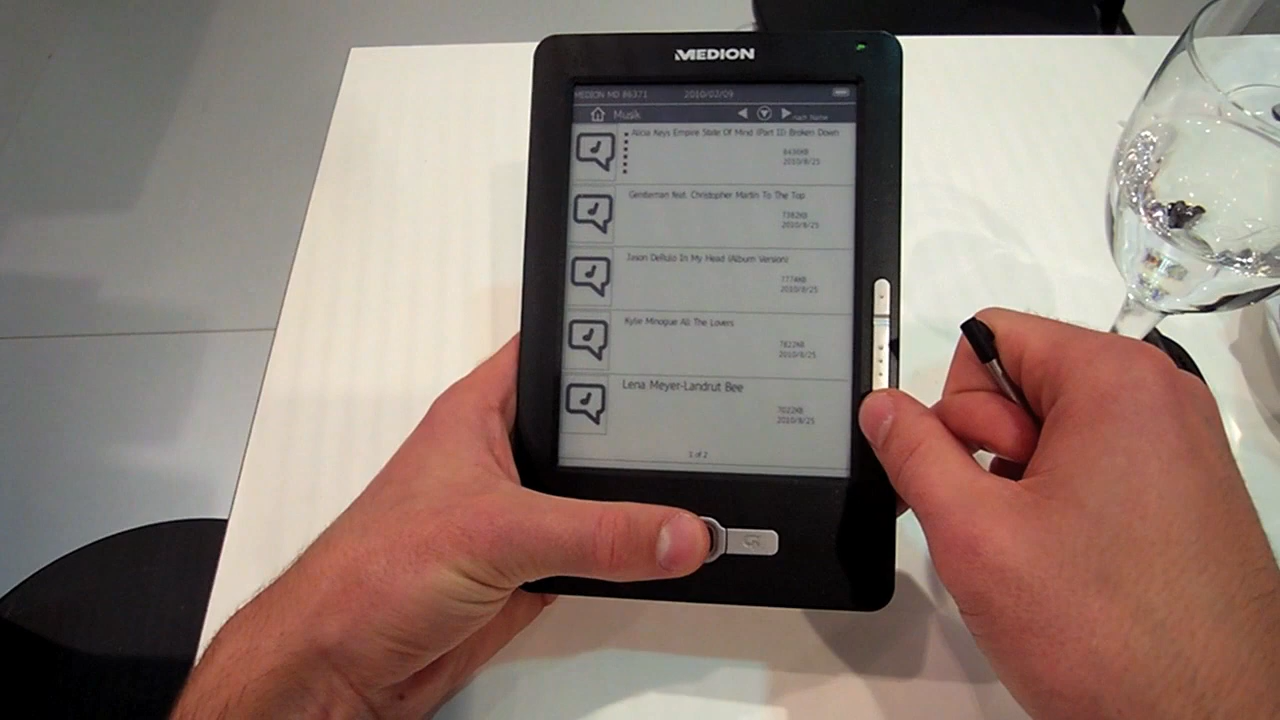 MEDION
MEDION MD 86371 2010/02/09
Musik nach Name
Alicia Keys Empire State Of Mind (Part II) Broken Down
8436KB
2010/8/25
Gentleman feat. Christopher Martin To The Top
7382KB
2010/8/25
Jason DeRulo In My Head (Album Version)
7774KB
2010/8/25
Kylie Minogue All The Lovers
7822KB
2010/8/25
Lena Meyer-Landrut Bee
7022KB
2010/8/25
1 of 2